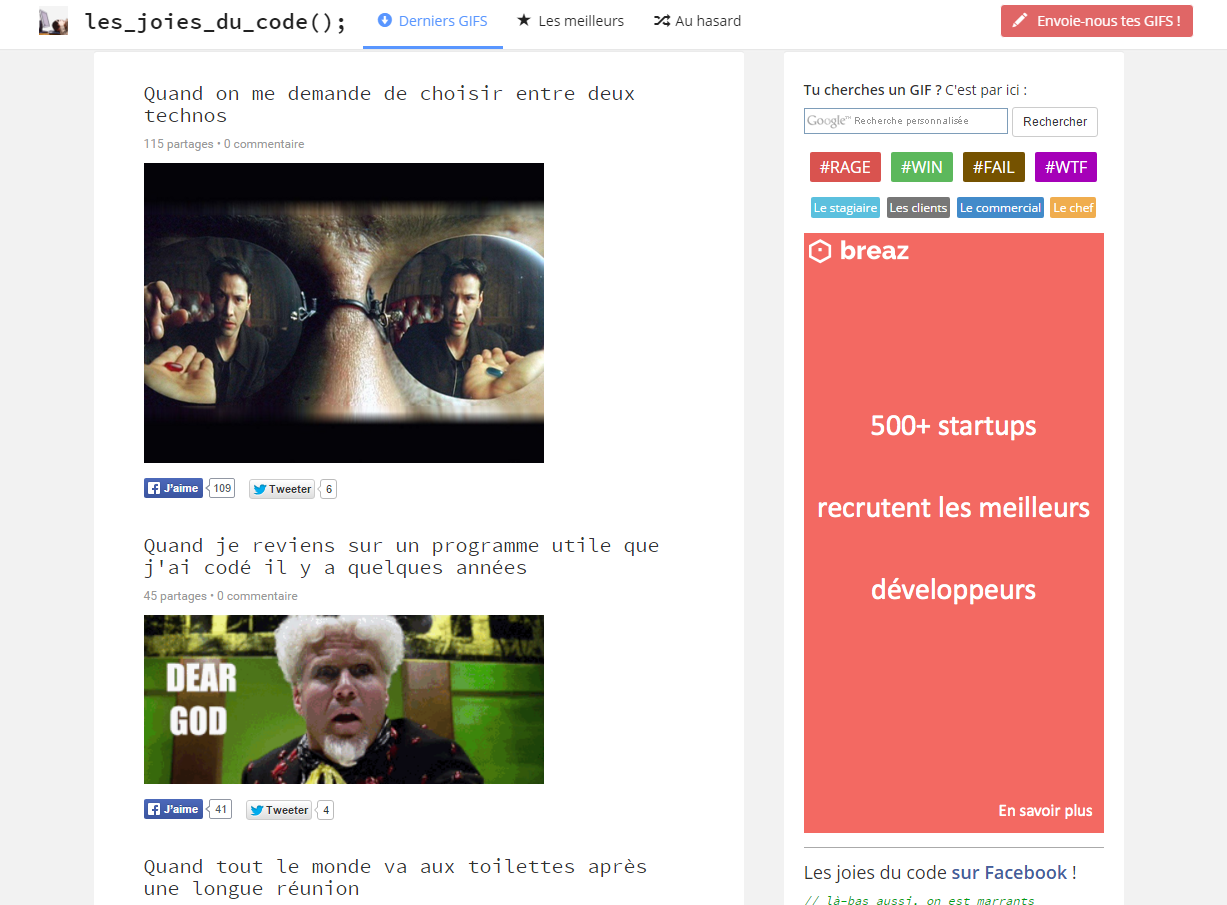 les_joies_du_code();
Derniers GIFS
Les meilleurs
Au hasard
Envoie-nous tes GIFS !
Quand on me demande de choisir entre deux
technos
115 partages • 0 commentaire
J'aime 109
Tweeter 6
Quand je reviens sur un programme utile que
j'ai codé il y a quelques années
45 partages • 0 commentaire
DEAR
GOD
J'aime 41
Tweeter 4
Quand tout le monde va aux toilettes après
une longue réunion
Tu cherches un GIF ? C'est par ici :
Google™ Recherche personnalisée
Rechercher
#RAGE #WIN #FAIL #WTF
Le stagiaire Les clients Le commercial Le chef
breaz
500+ startups
recrutent les meilleurs
développeurs
En savoir plus
Les joies du code sur Facebook !
// là-bas aussi, on est marrants